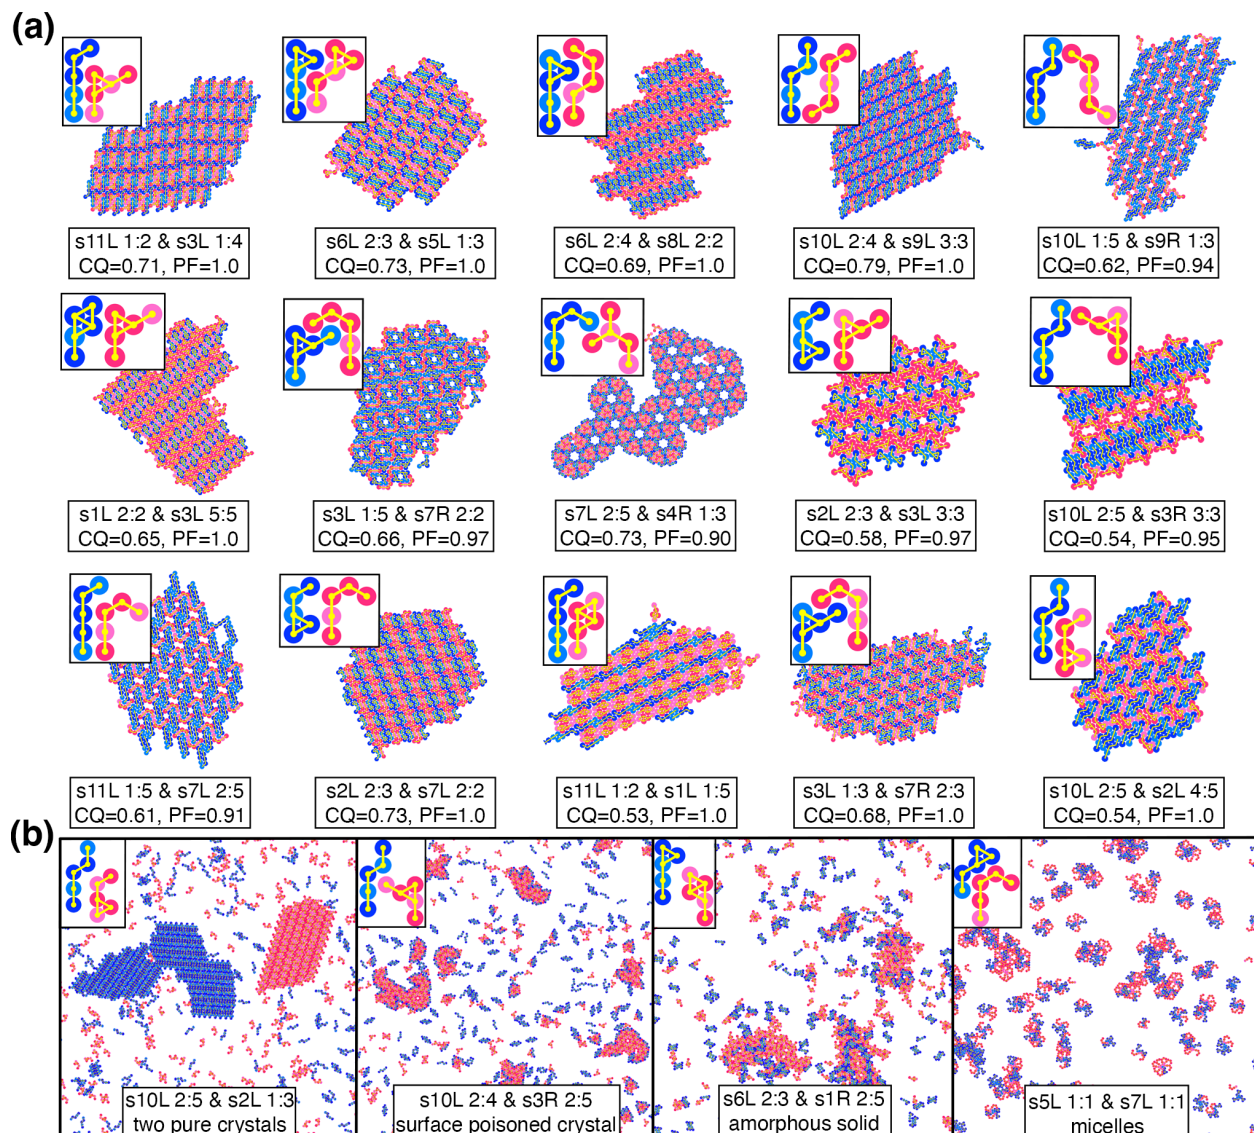 (a)
s11L 1:2 & s3L 1:4
CQ=0.71, PF=1.0
s6L 2:3 & s5L 1:3
CQ=0.73, PF=1.0
s6L 2:4 & s8L 2:2
CQ=0.69, PF=1.0
s10L 2:4 & s9L 3:3
CQ=0.79, PF=1.0
s10L 1:5 & s9R 1:3
CQ=0.62, PF=0.94
s1L 2:2 & s3L 5:5
CQ=0.65, PF=1.0
s3L 1:5 & s7R 2:2
CQ=0.66, PF=0.97
s7L 2:5 & s4R 1:3
CQ=0.73, PF=0.90
s2L 2:3 & s3L 3:3
CQ=0.58, PF=0.97
s10L 2:5 & s3R 3:3
CQ=0.54, PF=0.95
s11L 1:5 & s7L 2:5
CQ=0.61, PF=0.91
s2L 2:3 & s7L 2:2
CQ=0.73, PF=1.0
s11L 1:2 & s1L 1:5
CQ=0.53, PF=1.0
s3L 1:3 & s7R 2:3
CQ=0.68, PF=1.0
s10L 2:5 & s2L 4:5
CQ=0.54, PF=1.0
(b)
s10L 2:5 & s2L 1:3
two pure crystals
s10L 2:4 & s3R 2:5
surface poisoned crystal
s6L 2:3 & s1R 2:5
amorphous solid
s5L 1:1 & s7L 1:1
micelles